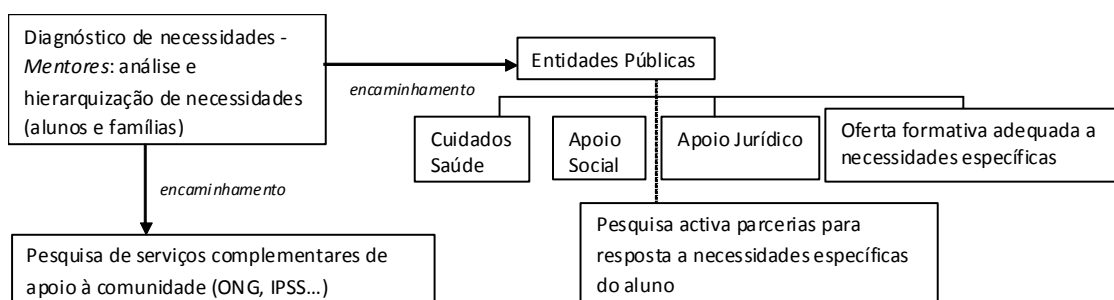 Diagnóstico de necessidades -
Mentores: análise e
hierarquização de necessidades
(alunos e famílias)
encaminhamento
Entidades Públicas
Cuidados
Saúde
Apoio
Social
Apoio Jurídico
Oferta formativa adequada a
necessidades específicas
encaminhamento
Pesquisa de serviços complementares de
apoio à comunidade (ONG, IPSS...)
Pesquisa activa parcerias para
resposta a necessidades específicas
do aluno